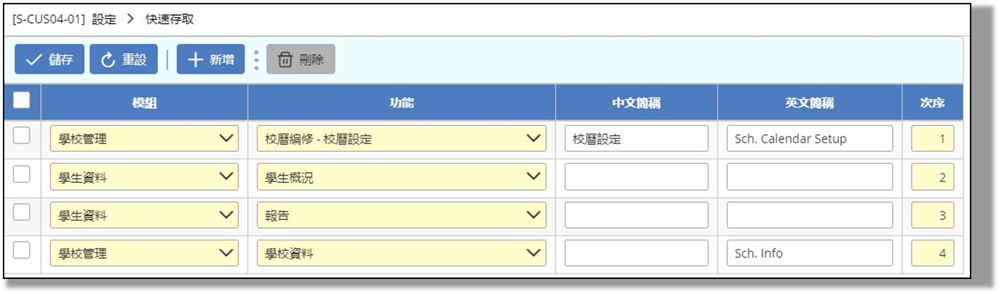 [S-CUS04-01] 設定 > 快速存取
儲存 重設 新增 刪除
模組 功能 中文簡稱 英文簡稱 次序
學校管理 校曆編修 - 校曆設定 校曆設定 Sch. Calendar Setup 1
學生資料 學生概況 2
學生資料 報告 3
學校管理 學校資料 Sch. Info 4